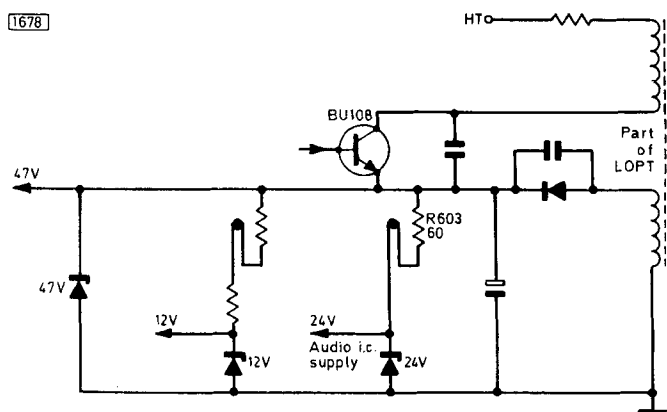 1678
HT
BU108
Part
of
LOPT
47V
R603
60
47V
12V
12V
24V
Audio i.c.
supply
24V